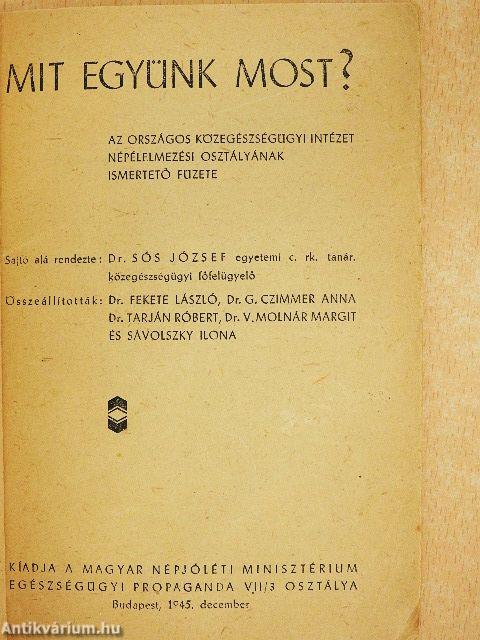 MIT EGYÜNK MOST?
AZ ORSZÁGOS KÖZEGÉSZSÉGÜGYI INTÉZET
NÉPÉLELMEZÉSI OSZTÁLYÁNAK
ISMERTETŐ FÜZETE
Sajtó alá rendezte: Dr. SÓS JÓZSEF egyetemi c. rk. tanár.
közegészségügyi főfelügyelő
Összeállították: Dr. FEKETE LÁSZLÓ, Dr. G. CZIMMER ANNA
Dr. TARJÁN RÓBERT, Dr. V. MOLNÁR MARGIT
ÉS SÁVOLSZKY ILONA
KIADJA A MAGYAR NÉPJÓLÉTI MINISZTÉRIUM
EGÉSZSÉGÜGYI PROPAGANDA VII/3 OSZTÁLYA
Budapest, 1945. december
Antikvárium.hu